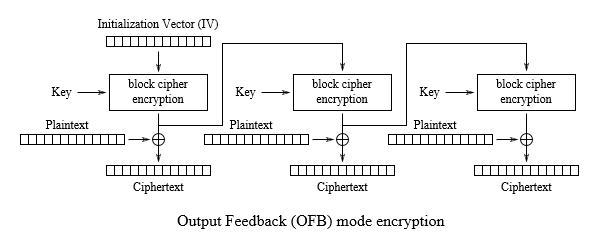 Initialization Vector (IV)
Key
block cipher
encryption
Key
block cipher
encryption
Key
block cipher
encryption
Plaintext
Plaintext
Plaintext
Ciphertext
Ciphertext
Ciphertext
Output Feedback (OFB) mode encryption